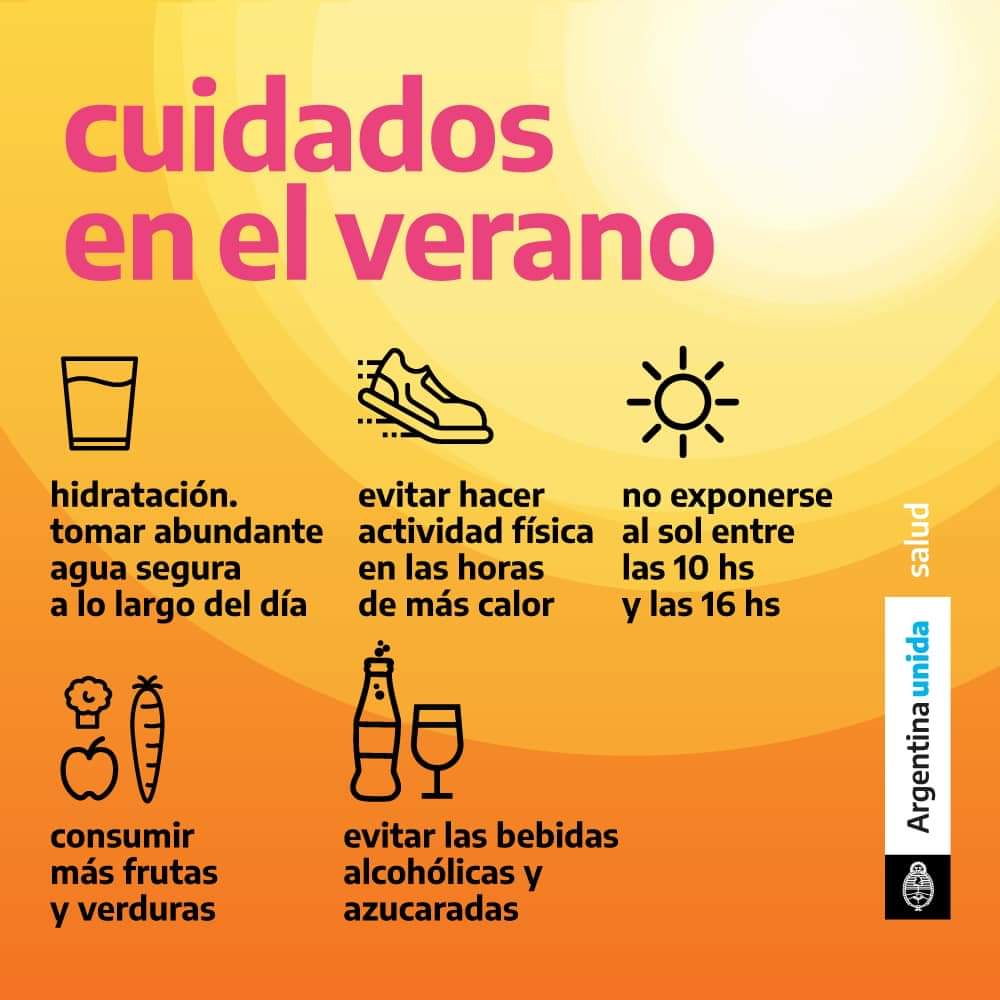 cuidados
en el verano
hidratación.
tomar abundante
agua segura
a lo largo del día
evitar hacer
actividad física
en las horas
de más calor
no exponerse
al sol entre
las 10 hs
y las 16 hs
consumir
más frutas
y verduras
evitar las bebidas
alcohólicas y
azucaradas
salud
Argentina unida